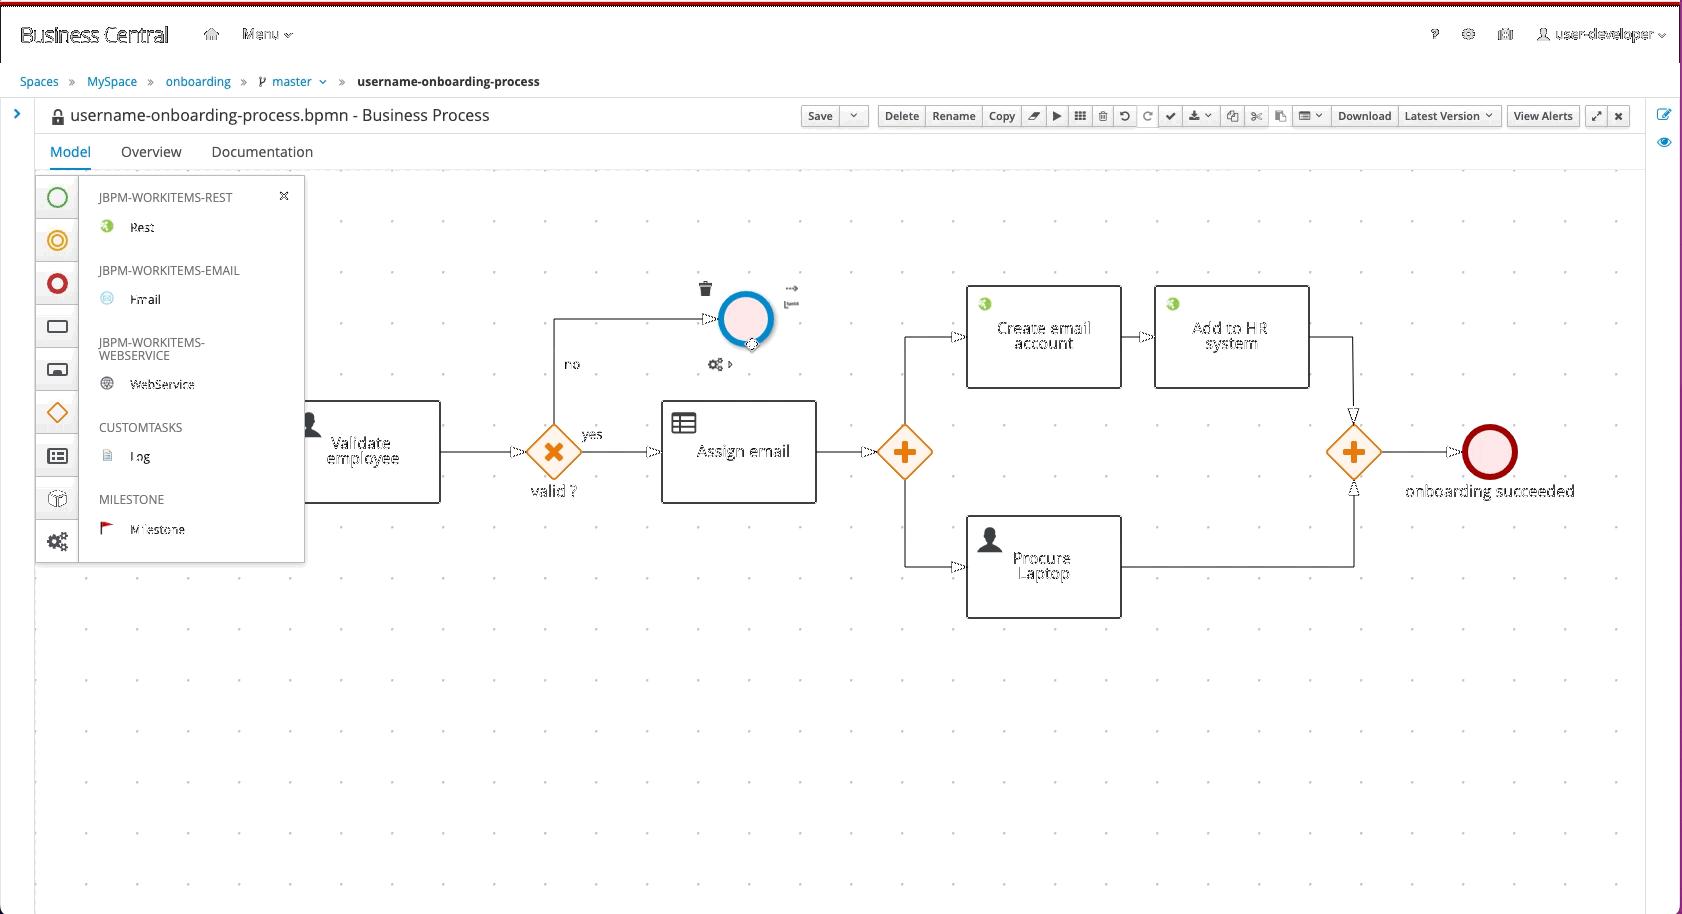 Business Central
Menu
?
user-developer
Spaces » MySpace » onboarding » master » username-onboarding-process
username-onboarding-process.bpmn - Business Process
Save
Delete
Rename
Copy
Download
Latest Version
View Alerts
Model
Overview
Documentation
JBPM-WORKITEMS-REST
Rest
JBPM-WORKITEMS-EMAIL
Email
JBPM-WORKITEMS-
WEBSERVICE
WebService
CUSTOMTASKS
Log
MILESTONE
Milestone
Validate
employee
no
yes
valid ?
Assign email
Create email
account
Add to HR
system
Procure
Laptop
onboarding succeeded